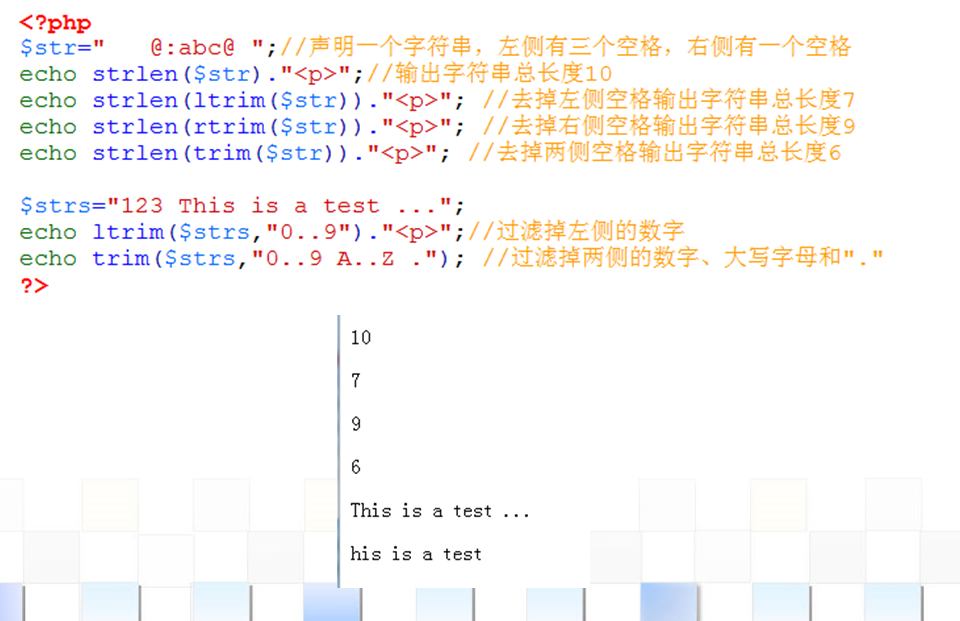 <?php
$str="   @:abc@ ";//声明一个字符串，左侧有三个空格，右侧有一个空格
echo strlen($str)."<p>";//输出字符串总长度10
echo strlen(ltrim($str))."<p>"; //去掉左侧空格输出字符串总长度7
echo strlen(rtrim($str))."<p>"; //去掉右侧空格输出字符串总长度9
echo strlen(trim($str))."<p>"; //去掉两侧空格输出字符串总长度6
$strs="123 This is a test ...";
echo ltrim($strs,"0..9")."<p>";//过滤掉左侧的数字
echo trim($strs,"0..9 A..Z ."); //过滤掉两侧的数字、大写字母和"."
?>
10
7
9
6
This is a test ...
his is a test